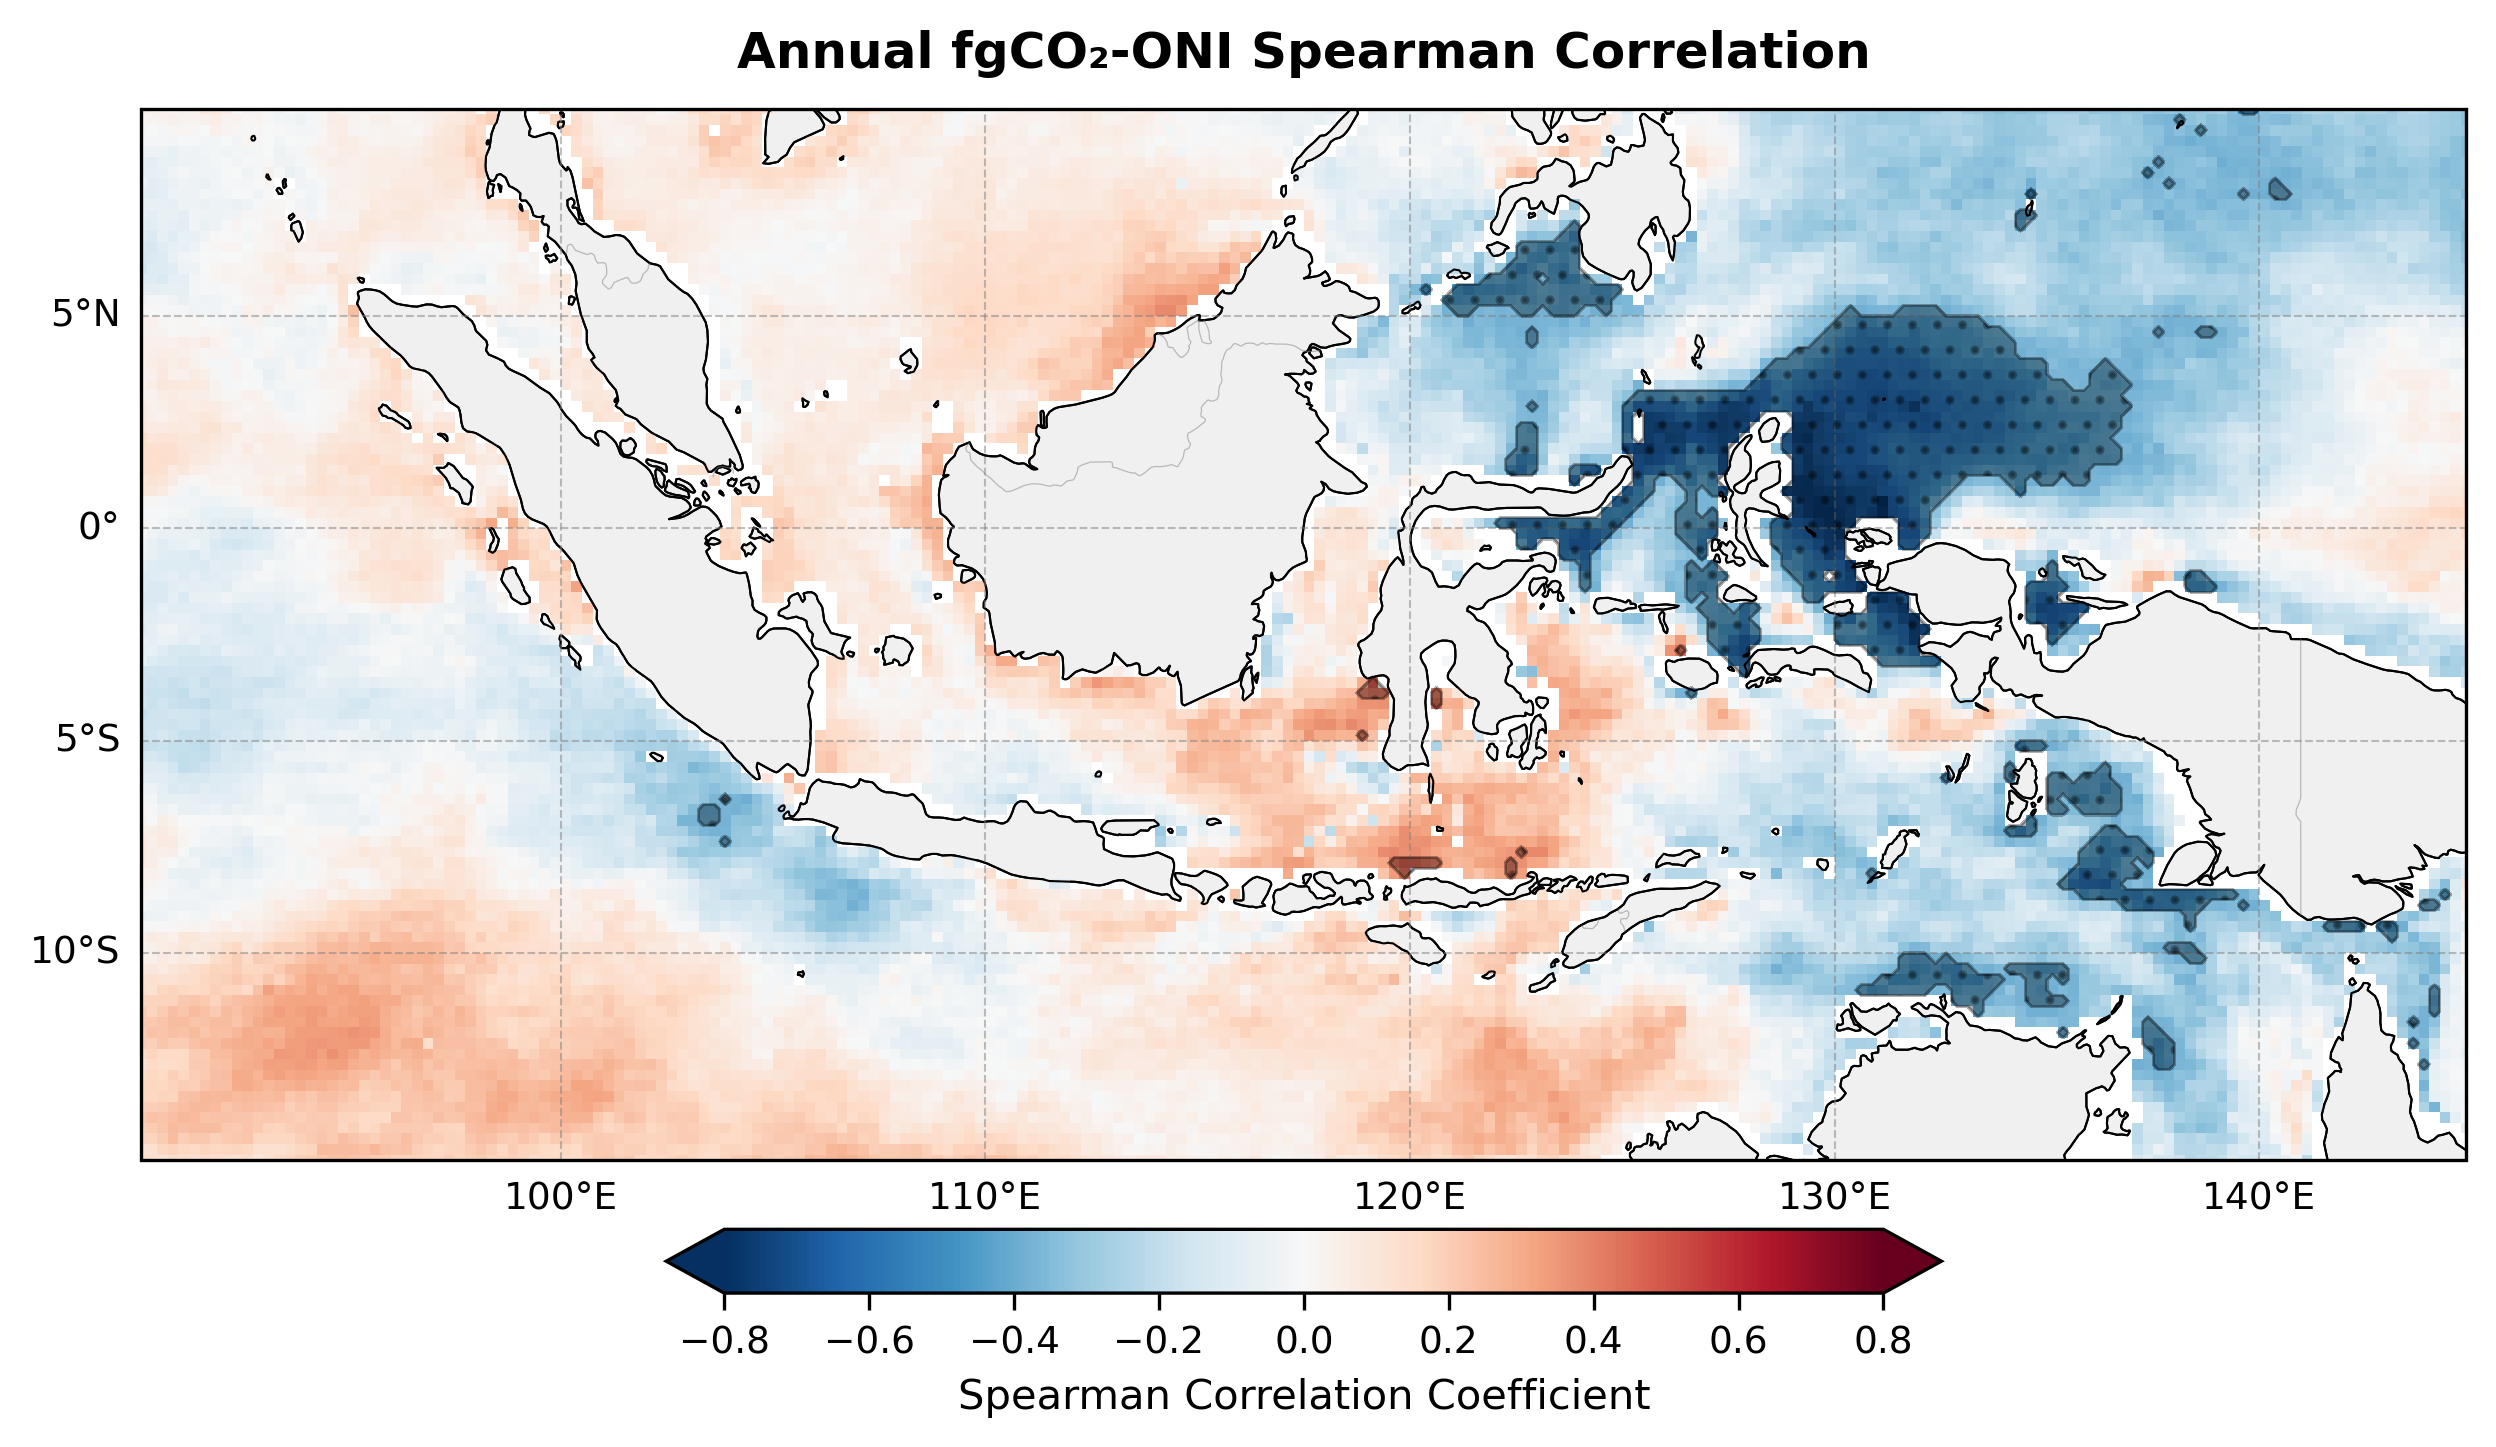 Annual fgCO₂-ONI Spearman Correlation
5°N
0°
5°S
10°S
100°E 110°E 120°E 130°E 140°E
−0.8 −0.6 −0.4 −0.2 0.0 0.2 0.4 0.6 0.8
Spearman Correlation Coefficient